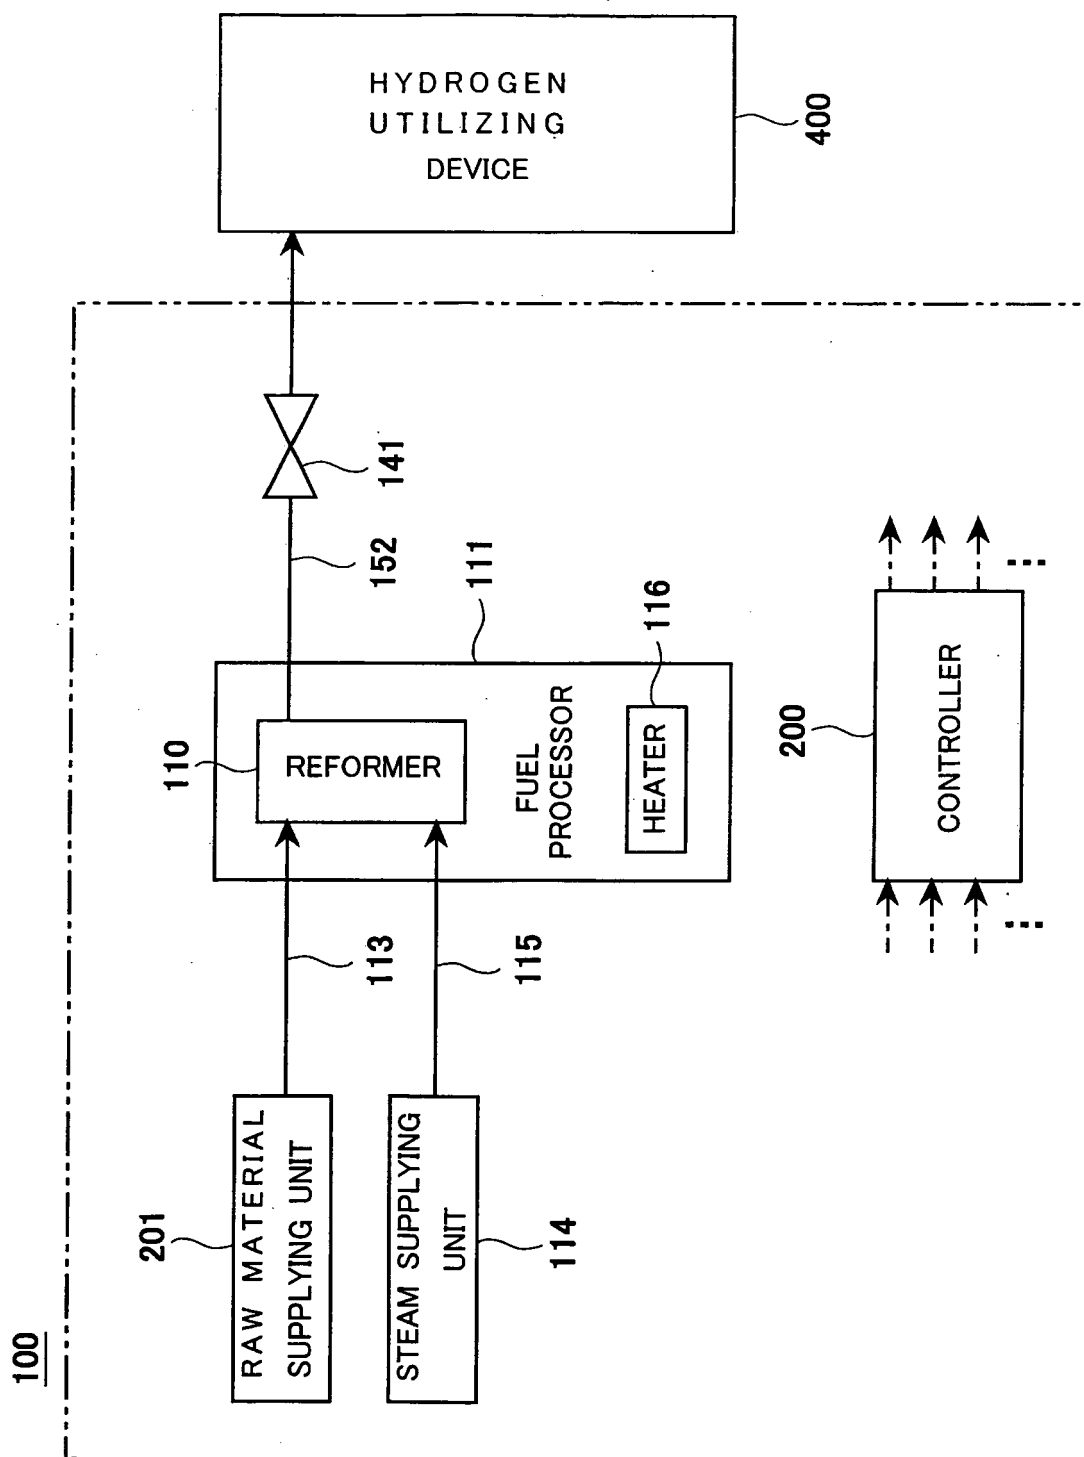 100
HYDROGEN
UTILIZING
DEVICE
400
141
152
111
110
REFORMER
FUEL
PROCESSOR
HEATER
116
113
115
201
RAW MATERIAL
SUPPLYING UNIT
STEAM SUPPLYING
UNIT
114
200
CONTROLLER